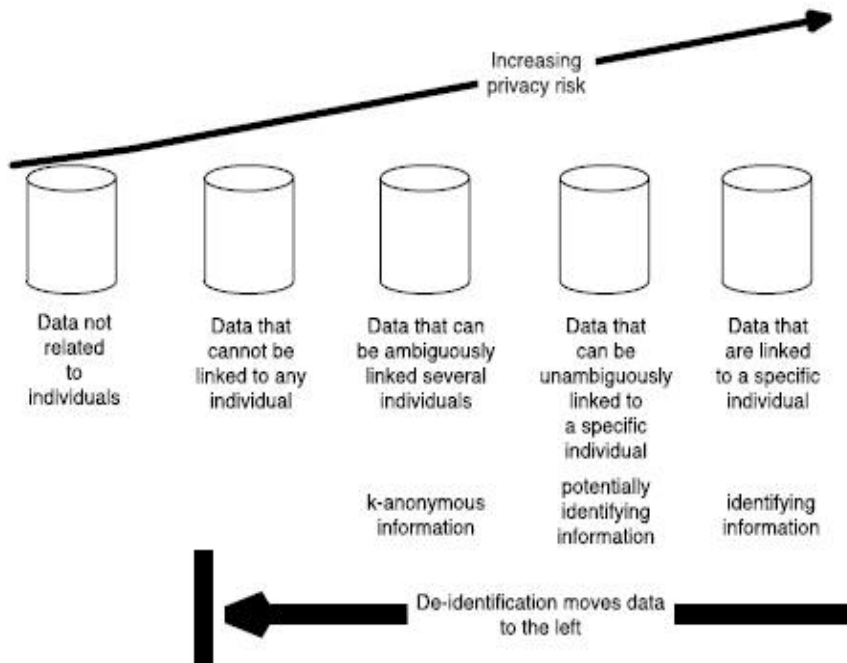 Increasing
privacy risk
Data not
related
to
individuals
Data that
cannot be
linked to any
individual
Data that can
be ambiguously
linked several
individuals
Data that
can be
unambiguously
linked to
a specific
individual
Data that
are linked
to a specific
individual
k-anonymous
information
potentially
identifying
information
identifying
information
De-identification moves data
to the left